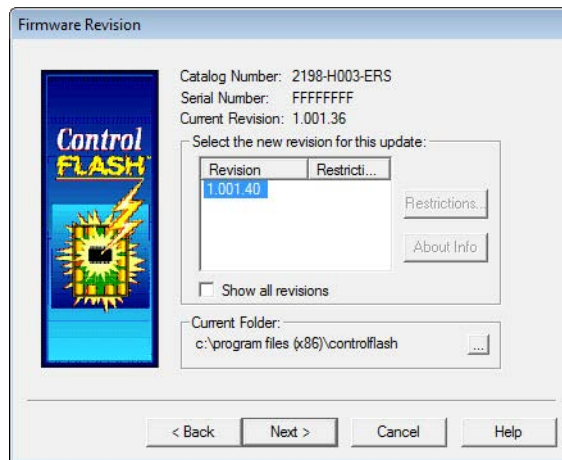 Firmware Revision
Catalog Number: 2198-H003-ERS
Serial Number: FFFFFFFF
Current Revision: 1.001.36
Control
FLASH
Select the new revision for this update:
Revision Restricti...
1.001.40
Restrictions...
About Info
Show all revisions
Current Folder:
c:\program files (x86)\controlflash
...
< Back Next > Cancel Help